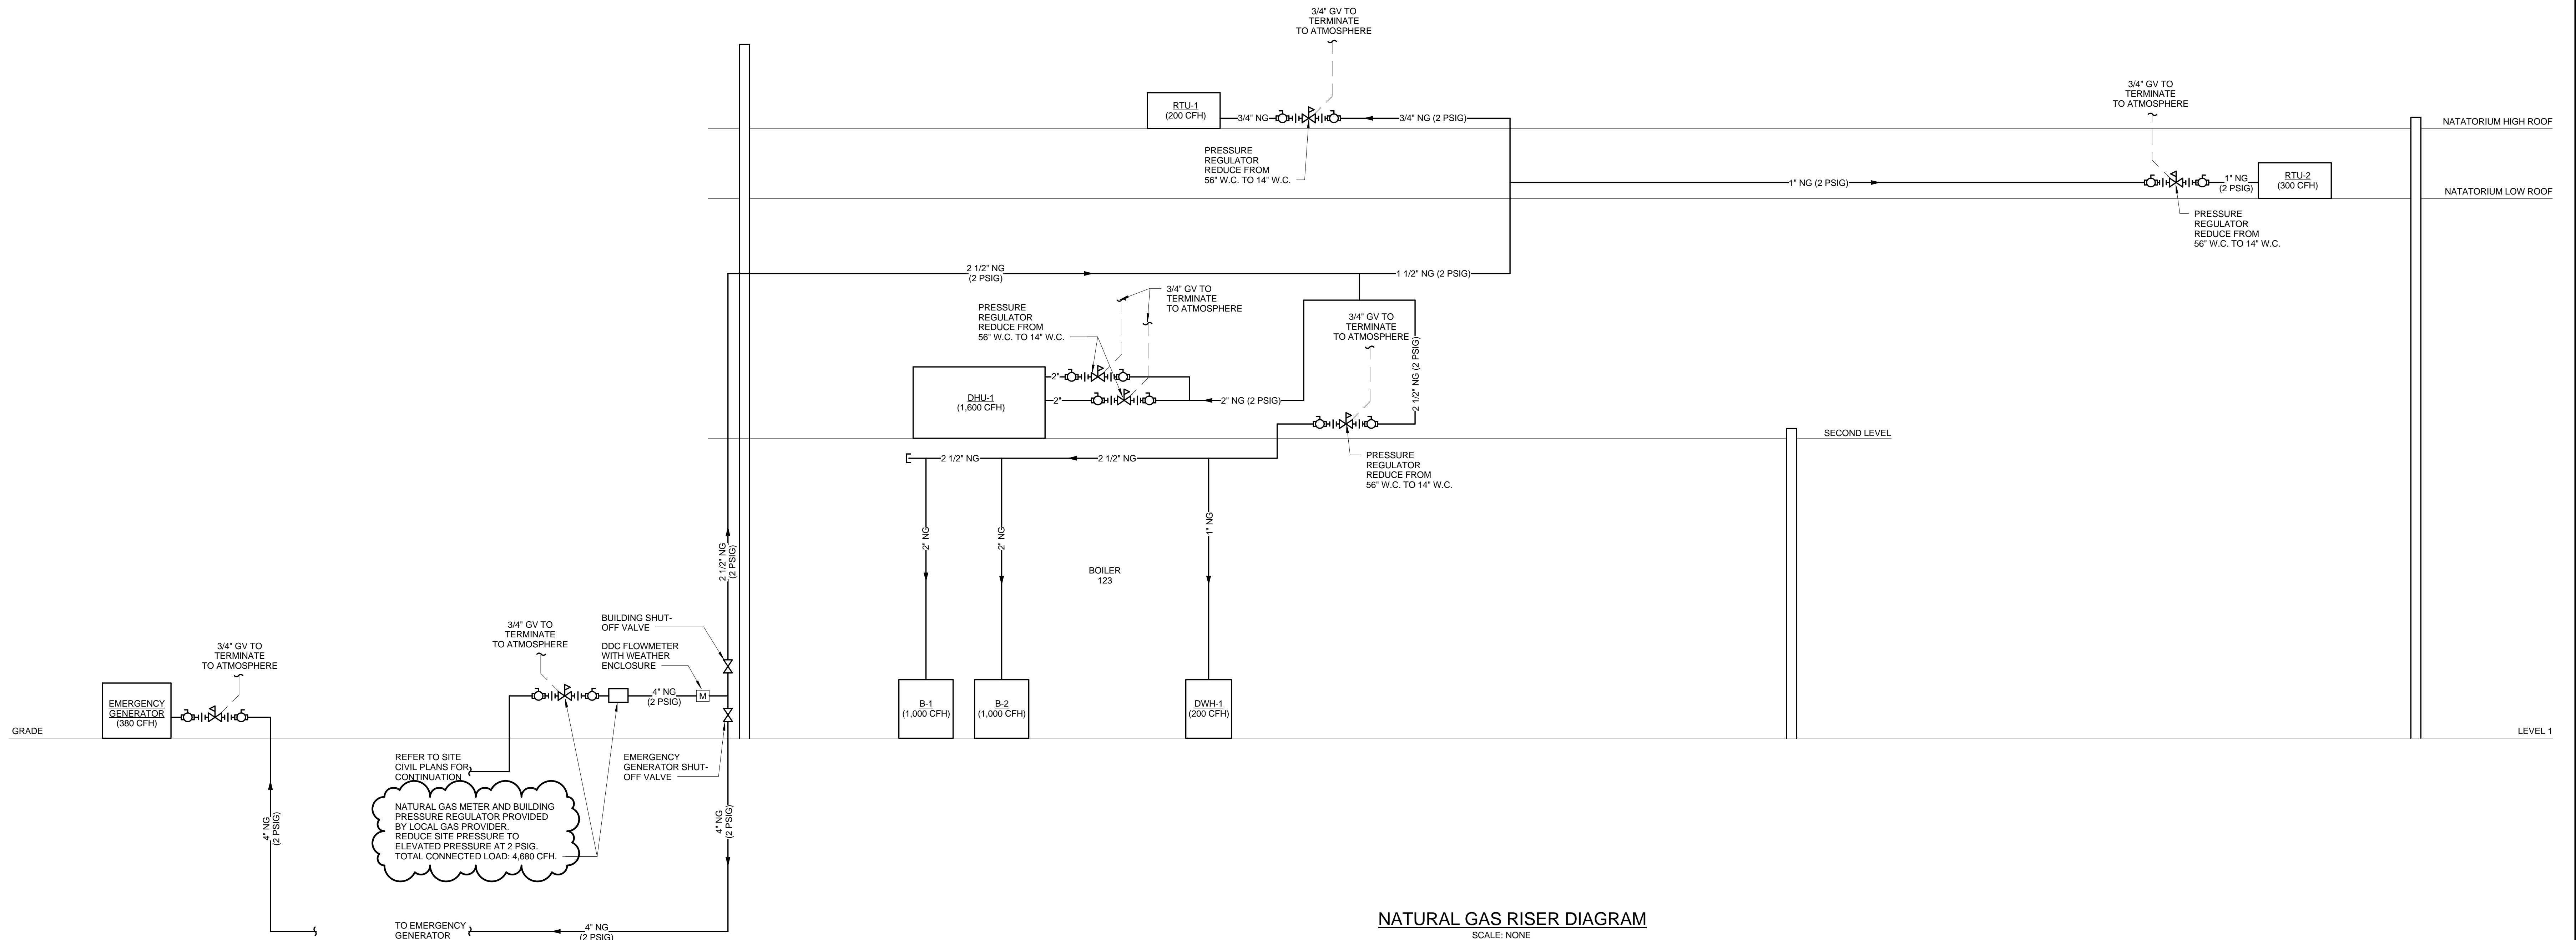 3/4" GV TO
TERMINATE
TO ATMOSPHERE
RTU-1
(200 CFH)
3/4" NG
3/4" NG (2 PSIG)
PRESSURE
REGULATOR
REDUCE FROM
56" W.C. TO 14" W.C.
3/4" GV TO
TERMINATE
TO ATMOSPHERE
NATATORIUM HIGH ROOF
1" NG (2 PSIG)
1" NG
(2 PSIG)
RTU-2
(300 CFH)
NATATORIUM LOW ROOF
PRESSURE
REGULATOR
REDUCE FROM
56" W.C. TO 14" W.C.
2 1/2" NG
(2 PSIG)
1 1/2" NG (2 PSIG)
3/4" GV TO
TERMINATE
TO ATMOSPHERE
PRESSURE
REGULATOR
REDUCE FROM
56" W.C. TO 14" W.C.
3/4" GV TO
TERMINATE
TO ATMOSPHERE
2 1/2" NG (2 PSIG)
DHU-1
(1,600 CFH)
2"
2"
2" NG (2 PSIG)
SECOND LEVEL
2 1/2" NG
2 1/2" NG
PRESSURE
REGULATOR
REDUCE FROM
56" W.C. TO 14" W.C.
2" NG
2" NG
1" NG
BOILER
123
2 1/2" NG
(2 PSIG)
BUILDING SHUT-
OFF VALVE
DDC FLOWMETER
WITH WEATHER
ENCLOSURE
3/4" GV TO
TERMINATE
TO ATMOSPHERE
3/4" GV TO
TERMINATE
TO ATMOSPHERE
4" NG
(2 PSIG)
M
EMERGENCY
GENERATOR
(380 CFH)
B-1
(1,000 CFH)
B-2
(1,000 CFH)
DWH-1
(200 CFH)
GRADE
LEVEL 1
REFER TO SITE
CIVIL PLANS FOR
CONTINUATION
EMERGENCY
GENERATOR SHUT-
OFF VALVE
NATURAL GAS METER AND BUILDING
PRESSURE REGULATOR PROVIDED
BY LOCAL GAS PROVIDER.
REDUCE SITE PRESSURE TO
ELEVATED PRESSURE AT 2 PSIG.
TOTAL CONNECTED LOAD: 4,680 CFH.
4" NG
(2 PSIG)
4" NG
(2 PSIG)
TO EMERGENCY
GENERATOR
4" NG
(2 PSIG)
NATURAL GAS RISER DIAGRAM
SCALE: NONE